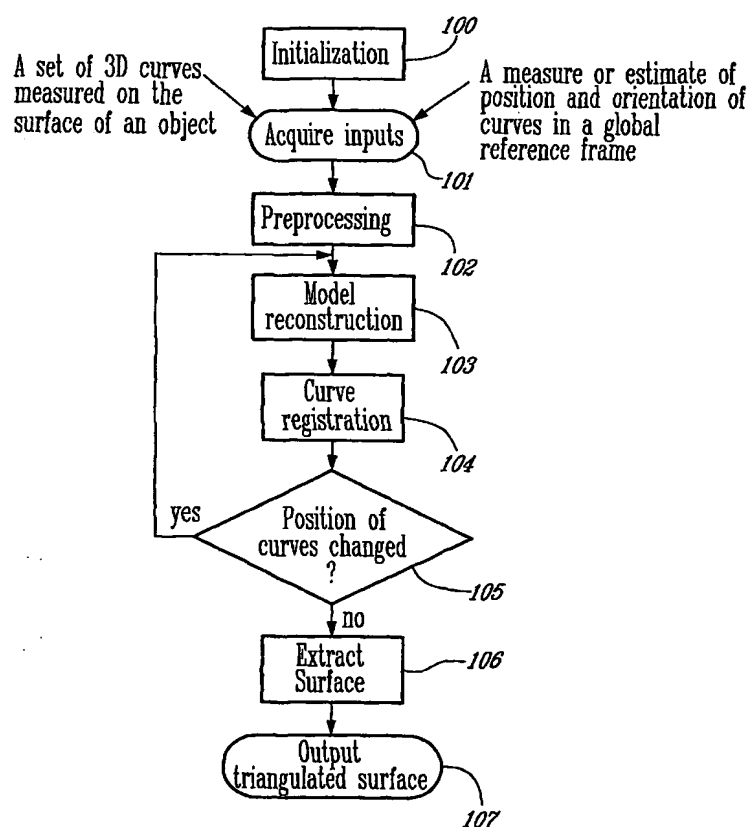 100
Initialization
A set of 3D curves
measured on the
surface of an object
A measure or estimate of
position and orientation of
curves in a global
reference frame
Acquire inputs
101
Preprocessing
102
Model
reconstruction
103
Curve
registration
104
yes
Position of
curves changed
?
105
no
Extract
Surface
106
Output
triangulated surface
107